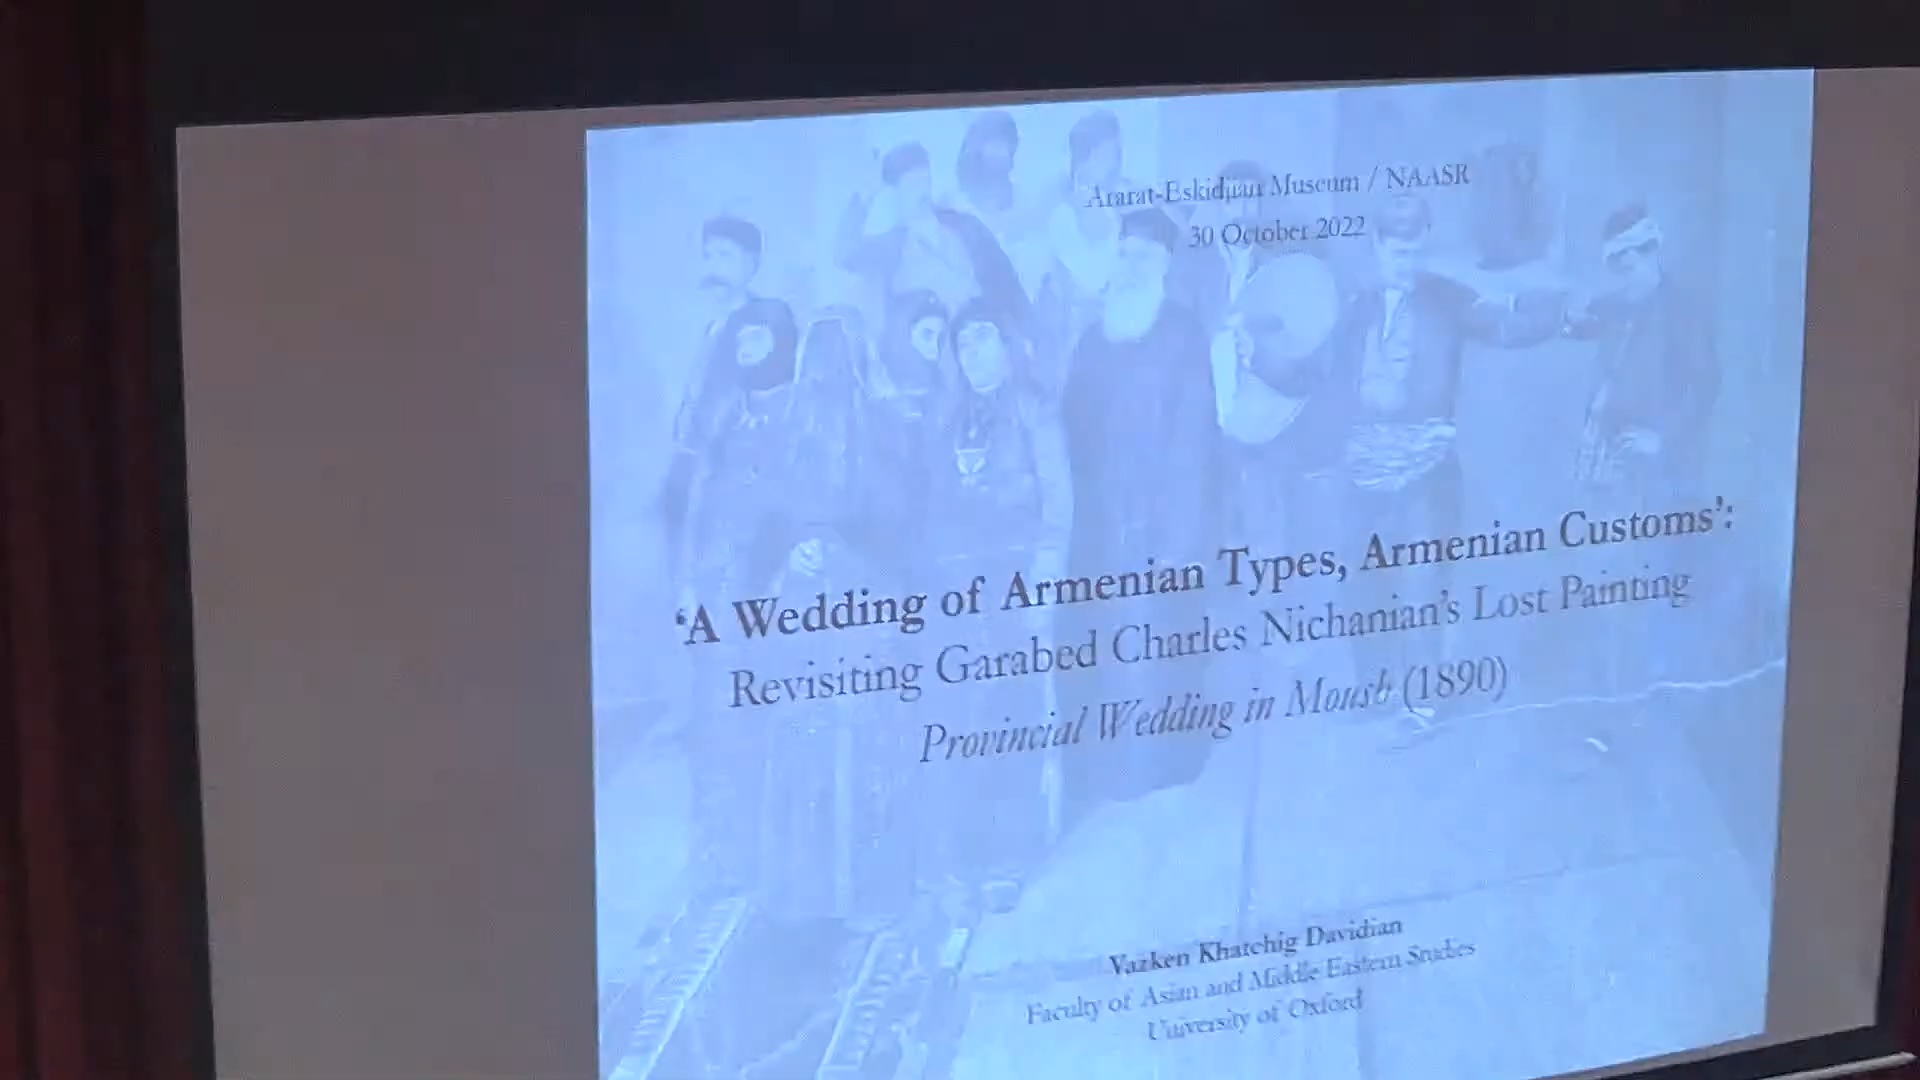 Ararat-Eskidjian Museum / NAASR
30 October 2022
‘A Wedding of Armenian Types, Armenian Customs’:
Revisiting Garabed Charles Nichanian’s Lost Painting
Provincial Wedding in Moush (1890)
Vazken Khatchig Davidian
Faculty of Asian and Middle Eastern Studies
University of Oxford